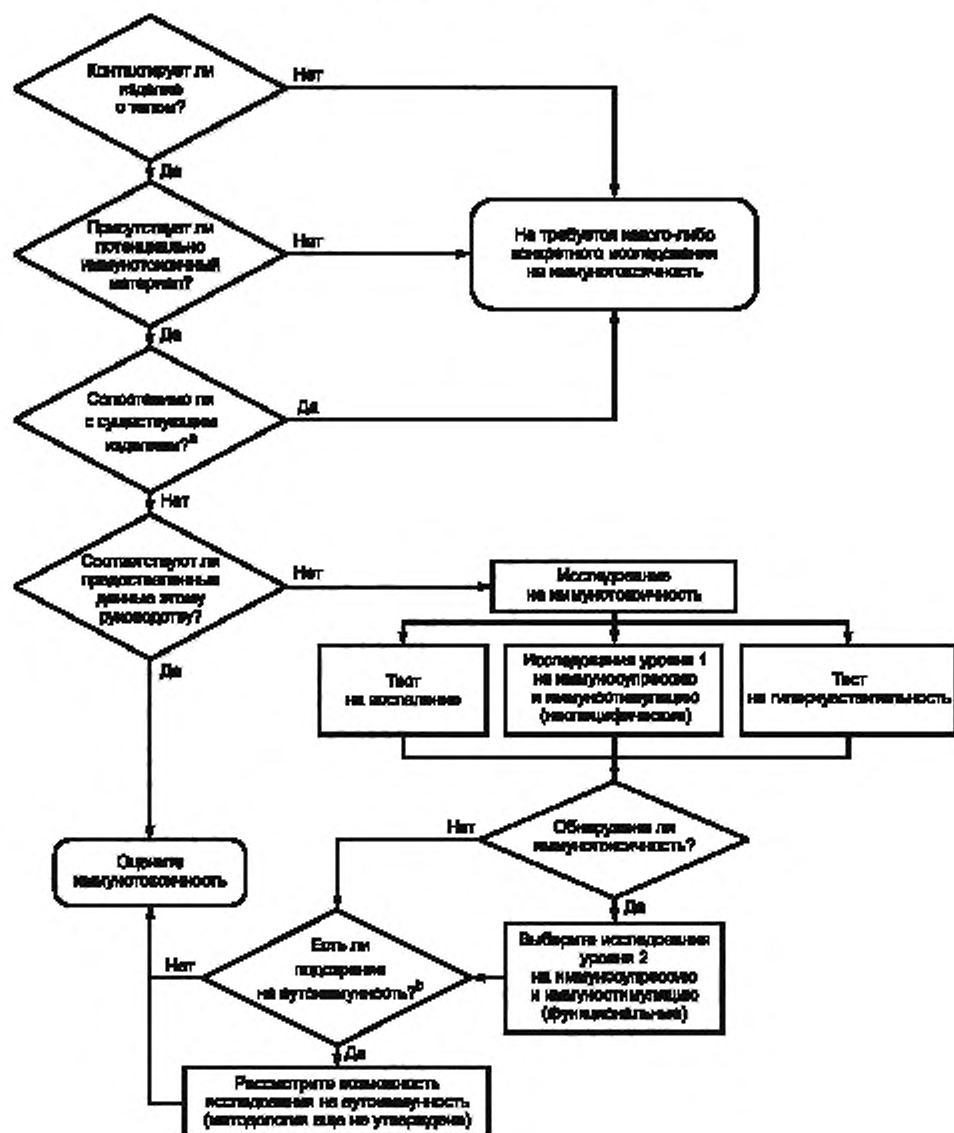 Контактирует ли
изделие
с телом?
Нет
Да
Присутствует ли
потенциально
иммунотоксичный
материал?
Нет
Не требуется какого-либо
конкретного исследования
на иммунотоксичность
Да
Сопоставимо ли
с существующим
изделием?a
Да
Нет
Соответствуют ли
предоставленные
данные этому
руководству?
Нет
Исследование
на иммунотоксичность
Да
Тест
на воспаление
Исследования уровня 1
на иммуносупрессию
и иммуностимуляцию
(неспецифические)
Тест
на гиперчувствительность
Обнаружена ли
иммунотоксичность?
Нет
Оцените
иммунотоксичность
Да
Есть ли
подозрение
на аутоиммунность?b
Нет
Выберите исследования
уровня 2
на иммуносупрессию
и иммуностимуляцию
(функциональные)
Да
Рассмотрите возможность
исследования на аутоиммунность
(методология еще не утверждена)